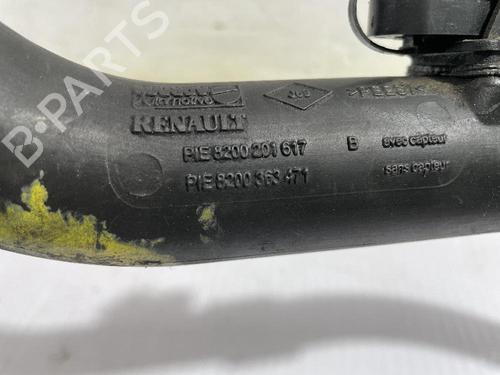 RENAULT
PIE 8200 201 617 B avec capteur
PIE 8200 363 471 sans capteur
B-PARTS